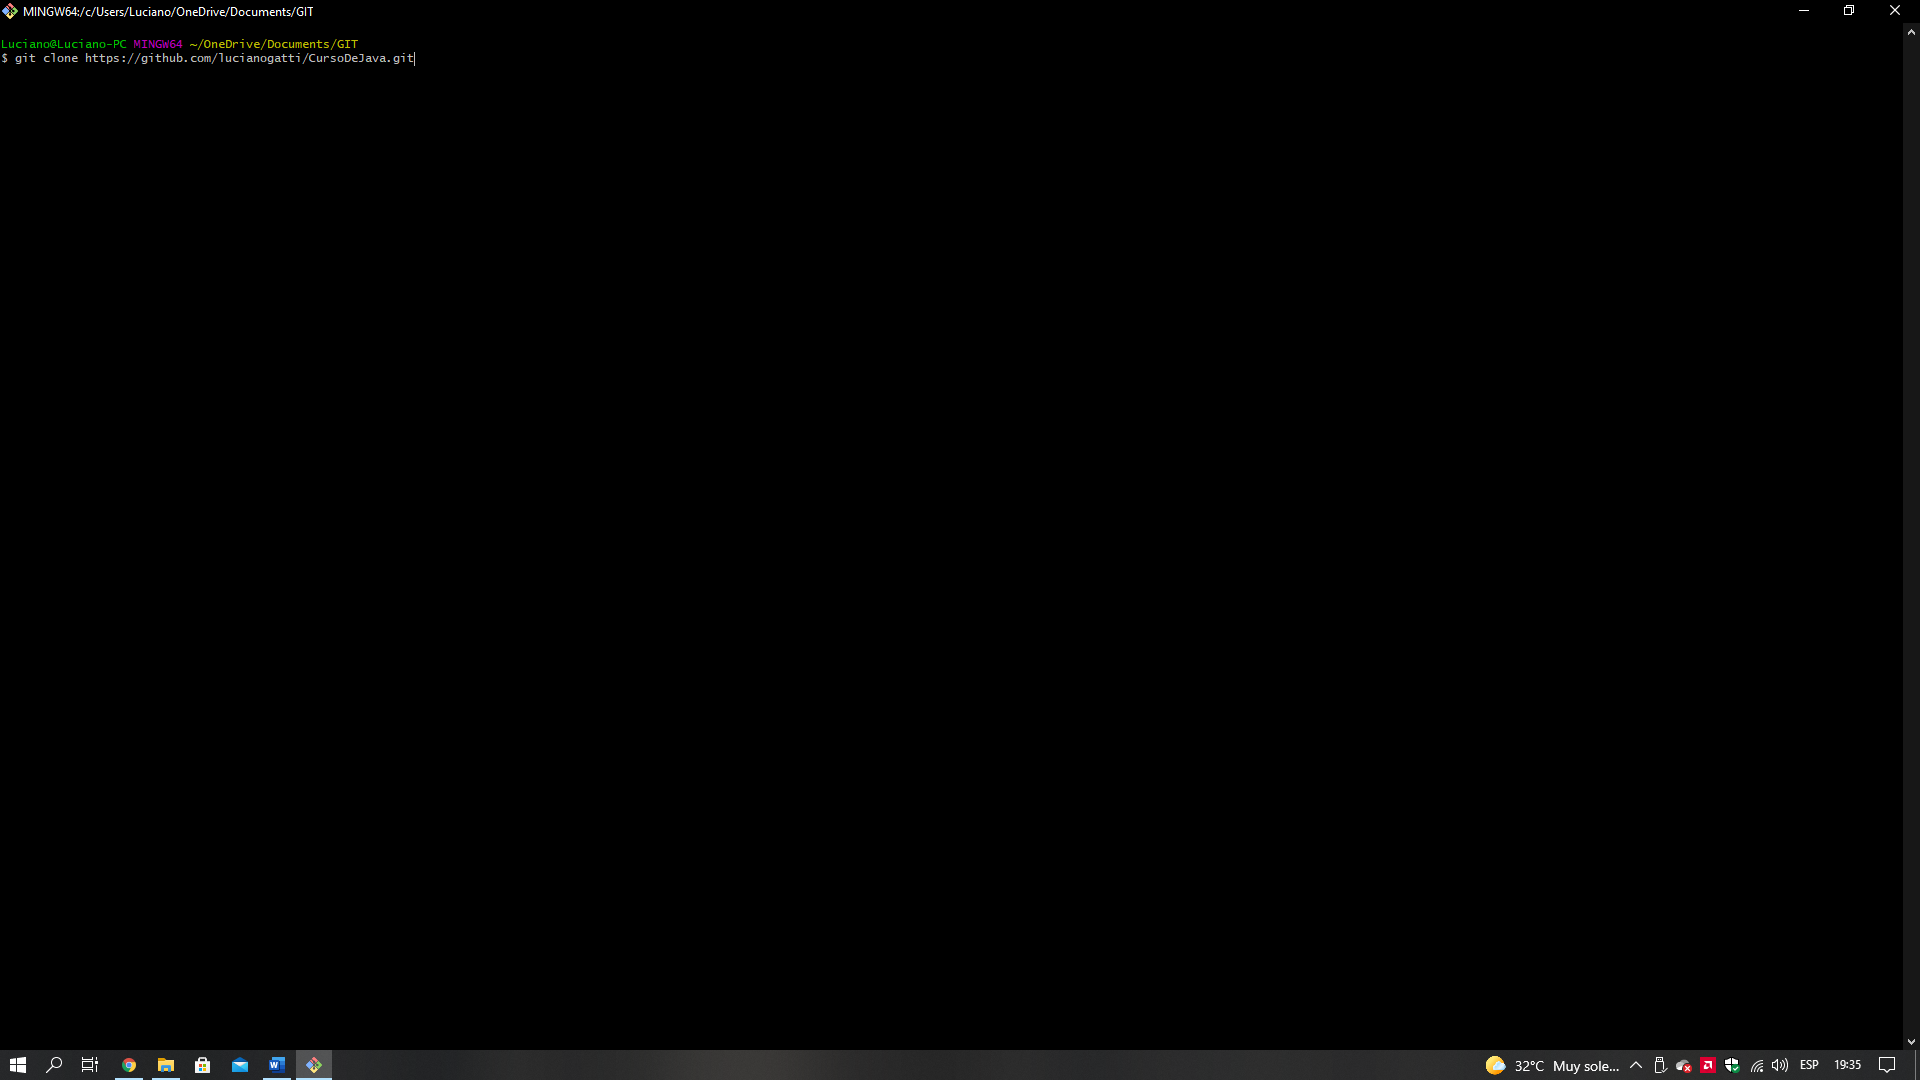 MINGW64:/c/Users/Luciano/OneDrive/Documents/GIT
Luciano@Luciano-PC MINGW64 ~/OneDrive/Documents/GIT
$ git clone https://github.com/lucianogatti/CursoDeJava.git
32°C Muy sole... ESP 19:35